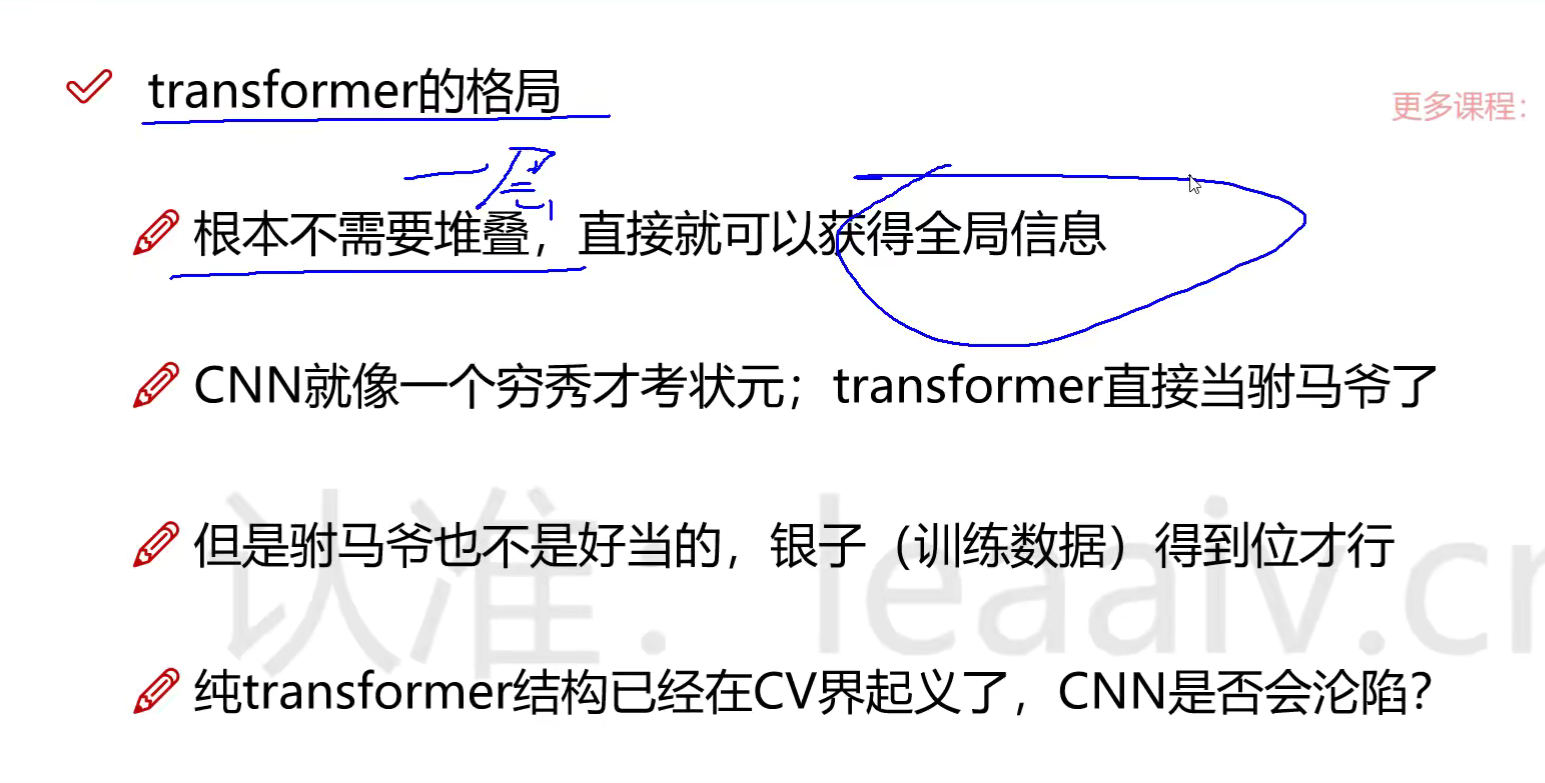 transformer的格局
更多课程：
一层
根本不需要堆叠，直接就可以获得全局信息
CNN就像一个穷秀才考状元；transformer直接当驸马爷了
但是驸马爷也不是好当的，银子（训练数据）得到位才行
认准：leaaiv.cn
纯transformer结构已经在CV界起义了，CNN是否会沦陷？